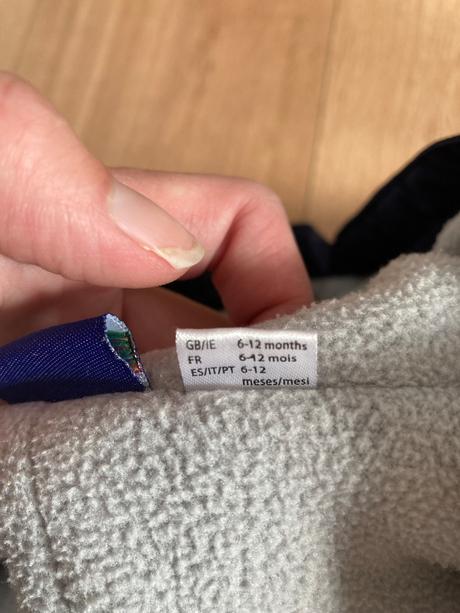 GB/IE 6-12 months
FR 6-12 mois
ES/IT/PT 6-12
meses/mesi